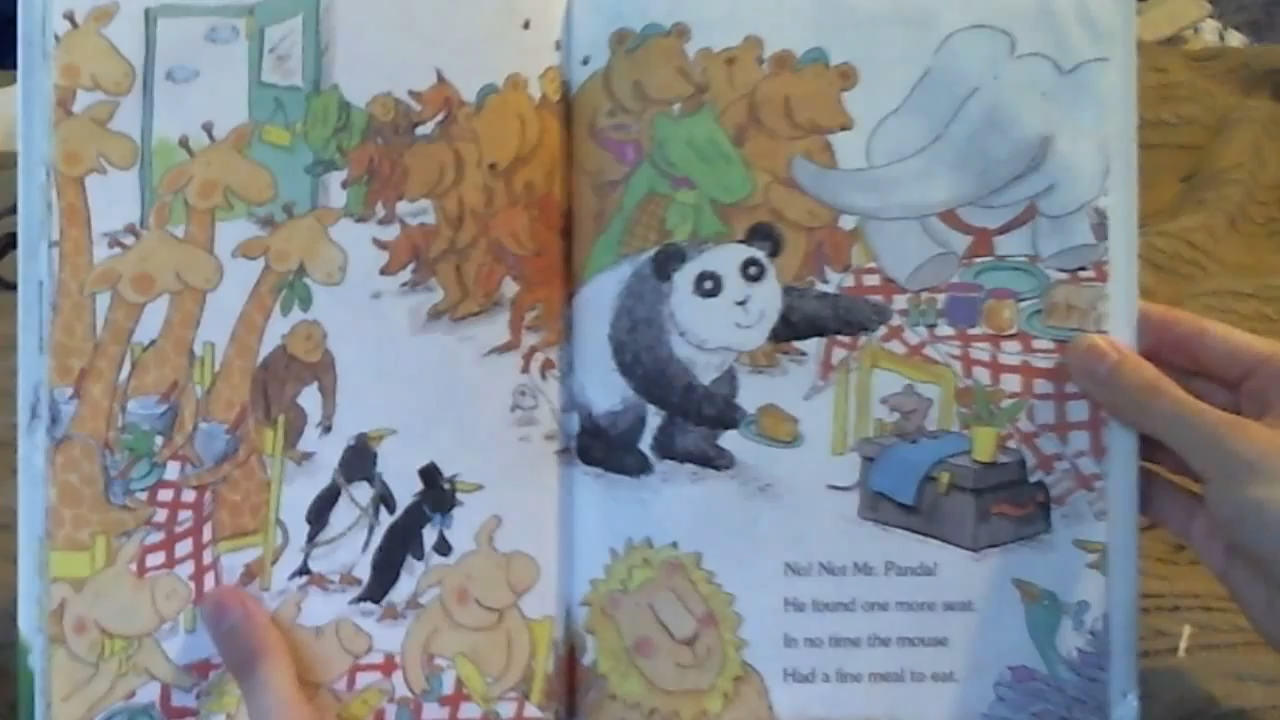 No! Not Mr. Panda!
He found one more seat.
In no time the mouse
Had a fine meal to eat.